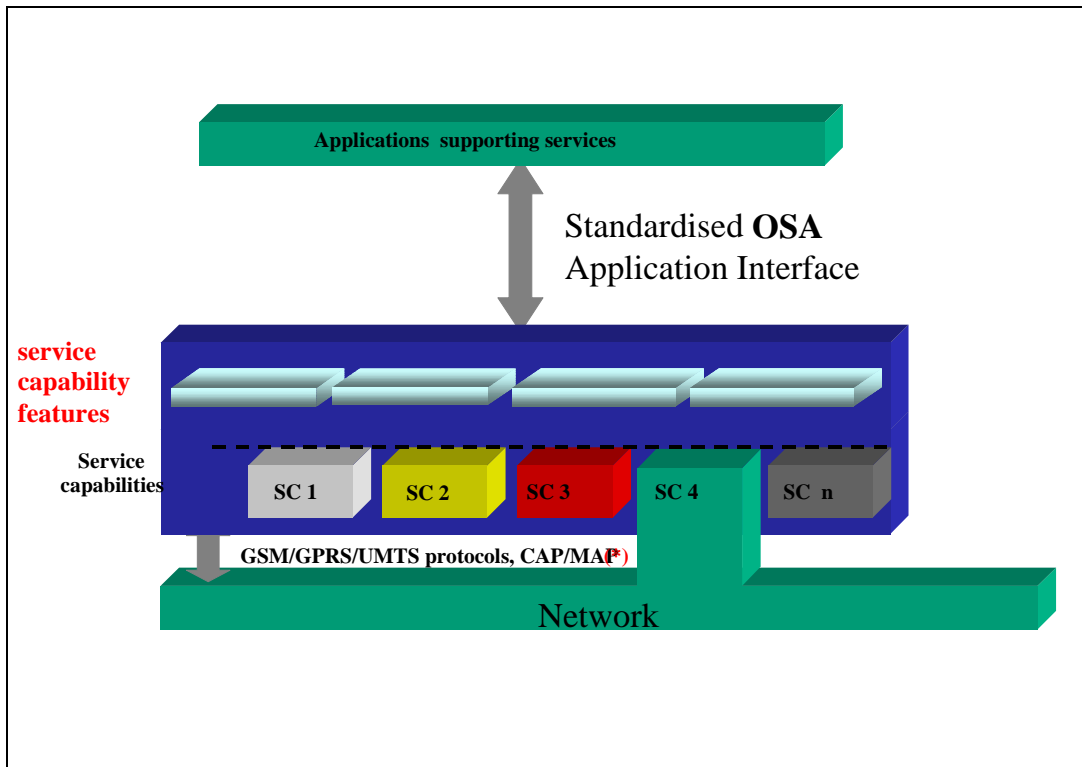 Applications supporting services
Standardised OSA
Application Interface
service
capability
features
Service
capabilities
SC 1
SC 2
SC 3
SC 4
SC n
GSM/GPRS/UMTS protocols, CAP/MAP(*)
Network